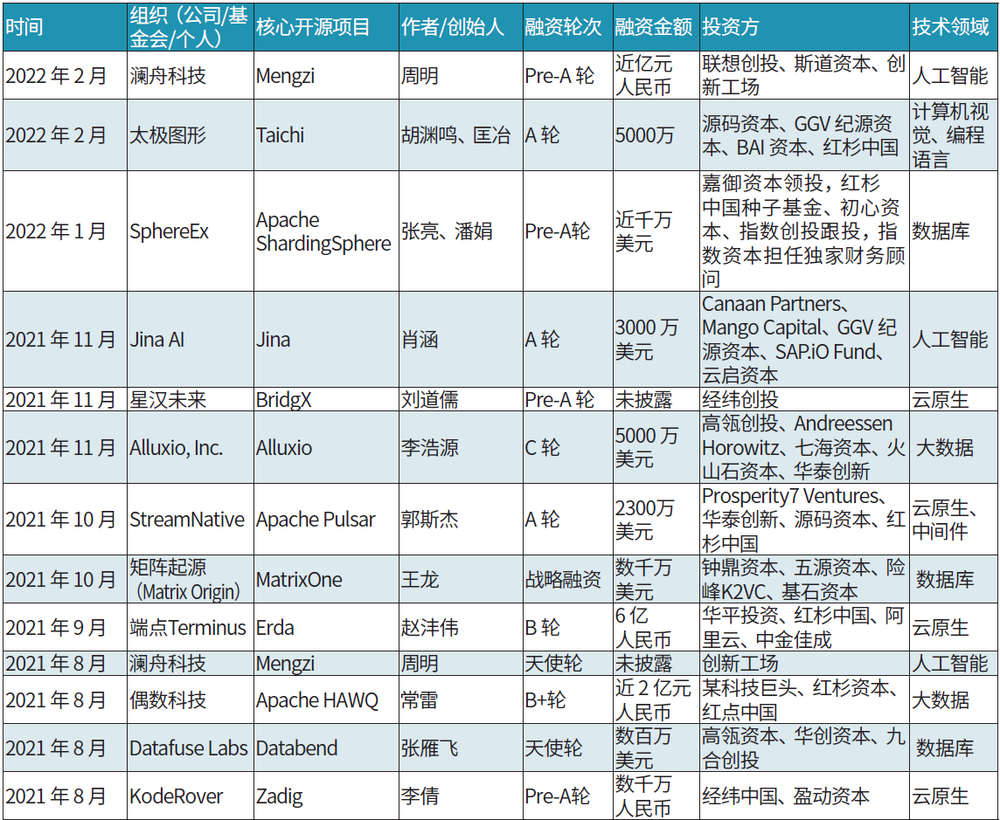 时间
组织（公司/基
金会/个人）
核心开源项目
作者/创始人
融资轮次
融资金额
投资方
技术领域
2022 年 2 月
澜舟科技
Mengzi
周明
Pre-A 轮
近亿元
人民币
联想创投、斯道资本、创
新工场
人工智能
2022 年 2 月
太极图形
Taichi
胡渊鸣、匡冶
A 轮
5000万
源码资本、GGV 纪源资
本、BAI 资本、红杉中国
计算机视
觉、编程
语言
2022 年 1 月
SphereEx
Apache
ShardingSphere
张亮、潘娟
Pre-A轮
近千万
美元
嘉御资本领投，红杉
中国种子基金、初心资
本、指数创投跟投，指
数资本担任独家财务顾
问
数据库
2021 年 11 月
Jina AI
Jina
肖涵
A 轮
3000 万
美元
Canaan Partners、
Mango Capital、GGV 纪
源资本、SAP.iO Fund、
云启资本
人工智能
2021 年 11 月
星汉未来
BridgX
刘道儒
Pre-A 轮
未披露
经纬创投
云原生
2021 年 11 月
Alluxio, Inc.
Alluxio
李浩源
C 轮
5000 万
美元
高瓴创投、Andreessen
Horowitz、七海资本、火
山石资本、华泰创新
大数据
2021 年 10 月
StreamNative
Apache Pulsar
郭斯杰
A 轮
2300万
美元
Prosperity7 Ventures、
华泰创新、源码资本、红
杉中国
云原生、
中间件
2021 年 10 月
矩阵起源
（Matrix Origin）
MatrixOne
王龙
战略融资
数千万
美元
钟鼎资本、五源资本、险
峰K2VC、基石资本
数据库
2021 年 9 月
端点Terminus
Erda
赵沣伟
B 轮
6 亿
人民币
华平投资、红杉中国、阿
里云、中金佳成
云原生
2021 年 8 月
澜舟科技
Mengzi
周明
天使轮
未披露
创新工场
人工智能
2021 年 8 月
偶数科技
Apache HAWQ
常雷
B+轮
近 2 亿元
人民币
某科技巨头、红杉资本、
红点中国
大数据
2021 年 8 月
Datafuse Labs
Databend
张雁飞
天使轮
数百万
美元
高瓴资本、华创资本、九
合创投
数据库
2021 年 8 月
KodeRover
Zadig
李倩
Pre-A轮
数千万
人民币
经纬中国、盈动资本
云原生